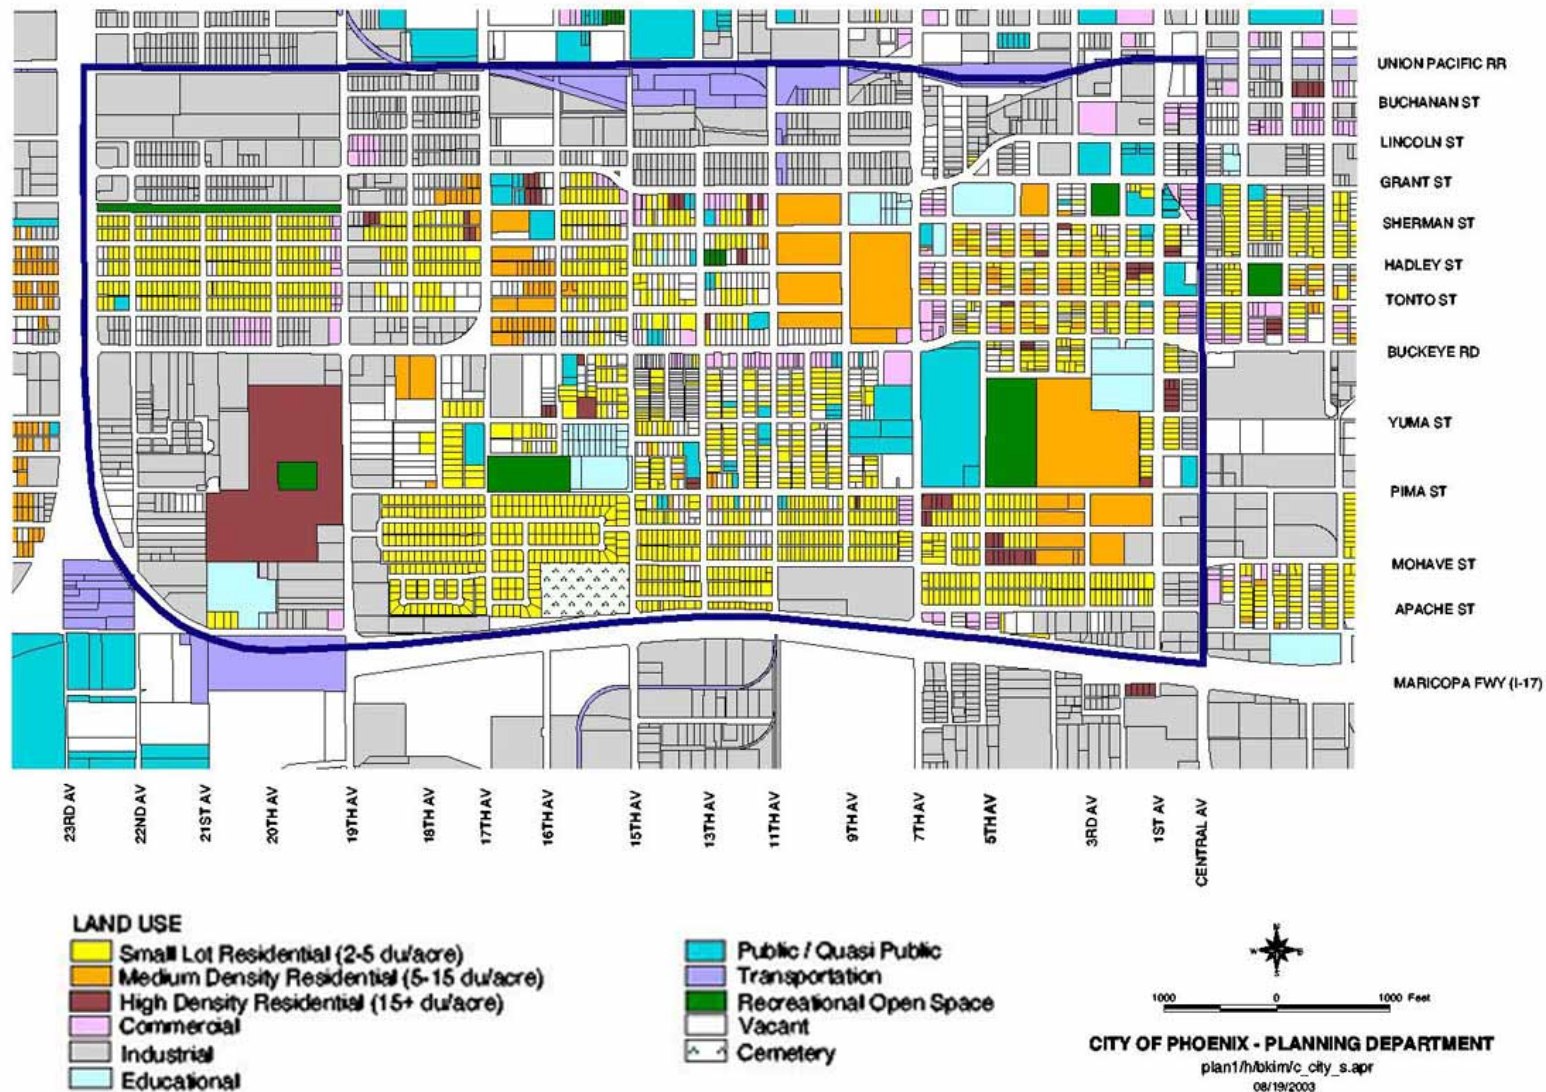 UNION PACIFIC RR
BUCHANAN ST
LINCOLN ST
GRANT ST
SHERMAN ST
HADLEY ST
TONTO ST
BUCKEYE RD
YUMA ST
PIMA ST
MOHAVE ST
APACHE ST
MARICOPA FWY (I-17)
23RD AV
22ND AV
21ST AV
20TH AV
19TH AV
18TH AV
17TH AV
16TH AV
15TH AV
13TH AV
11TH AV
9TH AV
7TH AV
5TH AV
3RD AV
1ST AV
CENTRAL AV
LAND USE
Small Lot Residential (2-5 du/acre)
Medium Density Residential (5-15 du/acre)
High Density Residential (15+ du/acre)
Commercial
Industrial
Educational
Public / Quasi Public
Transportation
Recreational Open Space
Vacant
Cemetery
N
W
E
S
1000 0 1000 Feet
CITY OF PHOENIX - PLANNING DEPARTMENT
plan1/h/bkim/c_city_s.apr
08/19/2003